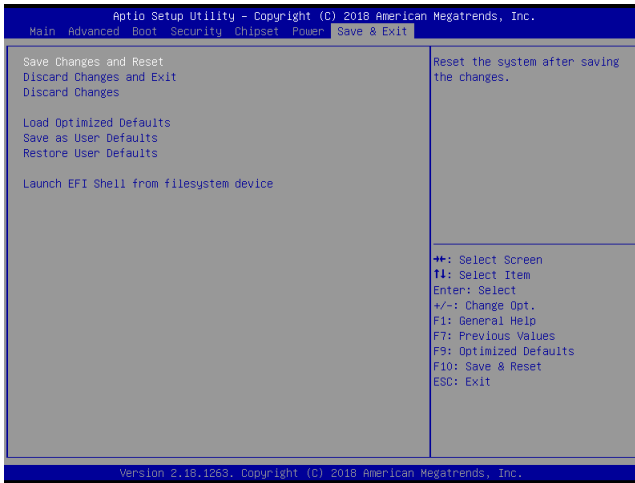 Aptio Setup Utility – Copyright (C) 2018 American Megatrends, Inc.
Main Advanced Boot Security Chipset Power Save & Exit
Save Changes and Reset
Discard Changes and Exit
Discard Changes
Load Optimized Defaults
Save as User Defaults
Restore User Defaults
Launch EFI Shell from filesystem device
Reset the system after saving
the changes.
→←: Select Screen
↑↓: Select Item
Enter: Select
+/-: Change Opt.
F1: General Help
F7: Previous Values
F9: Optimized Defaults
F10: Save & Reset
ESC: Exit
Version 2.18.1263. Copyright (C) 2018 American Megatrends, Inc.